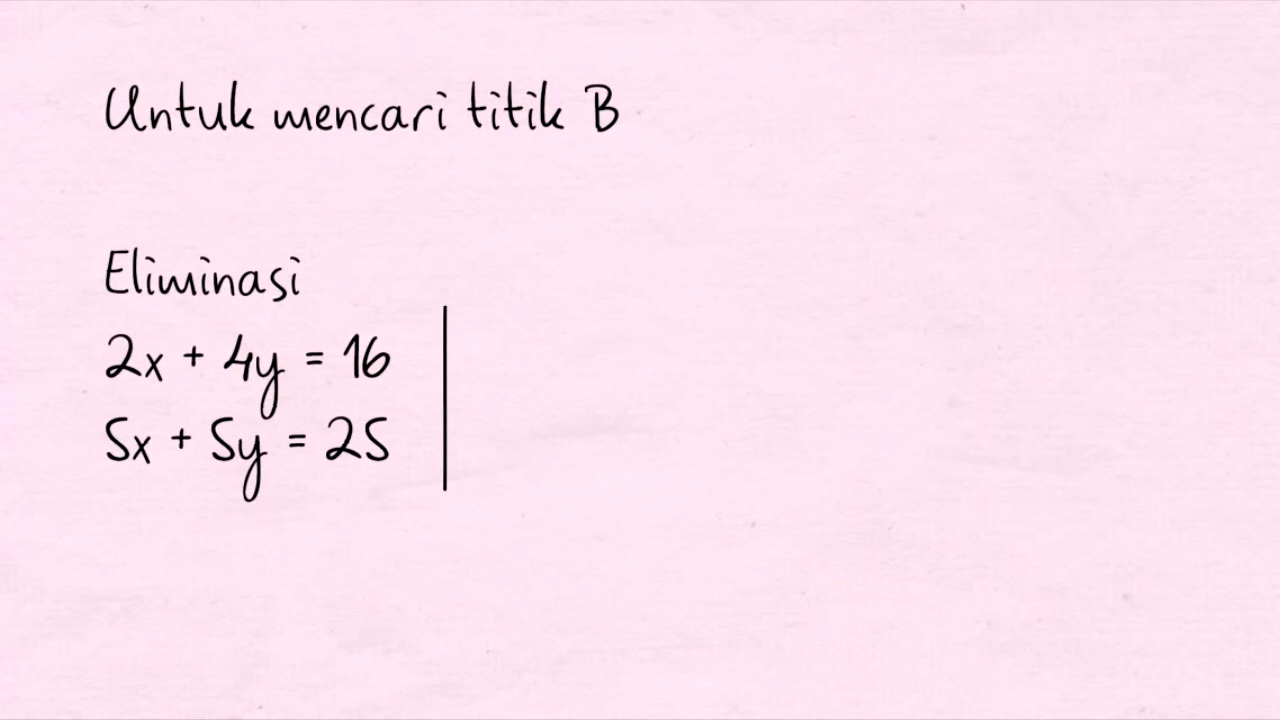 Untuk mencari titik B
Eliminasi
2x + 4y = 16
5x + 5y = 25